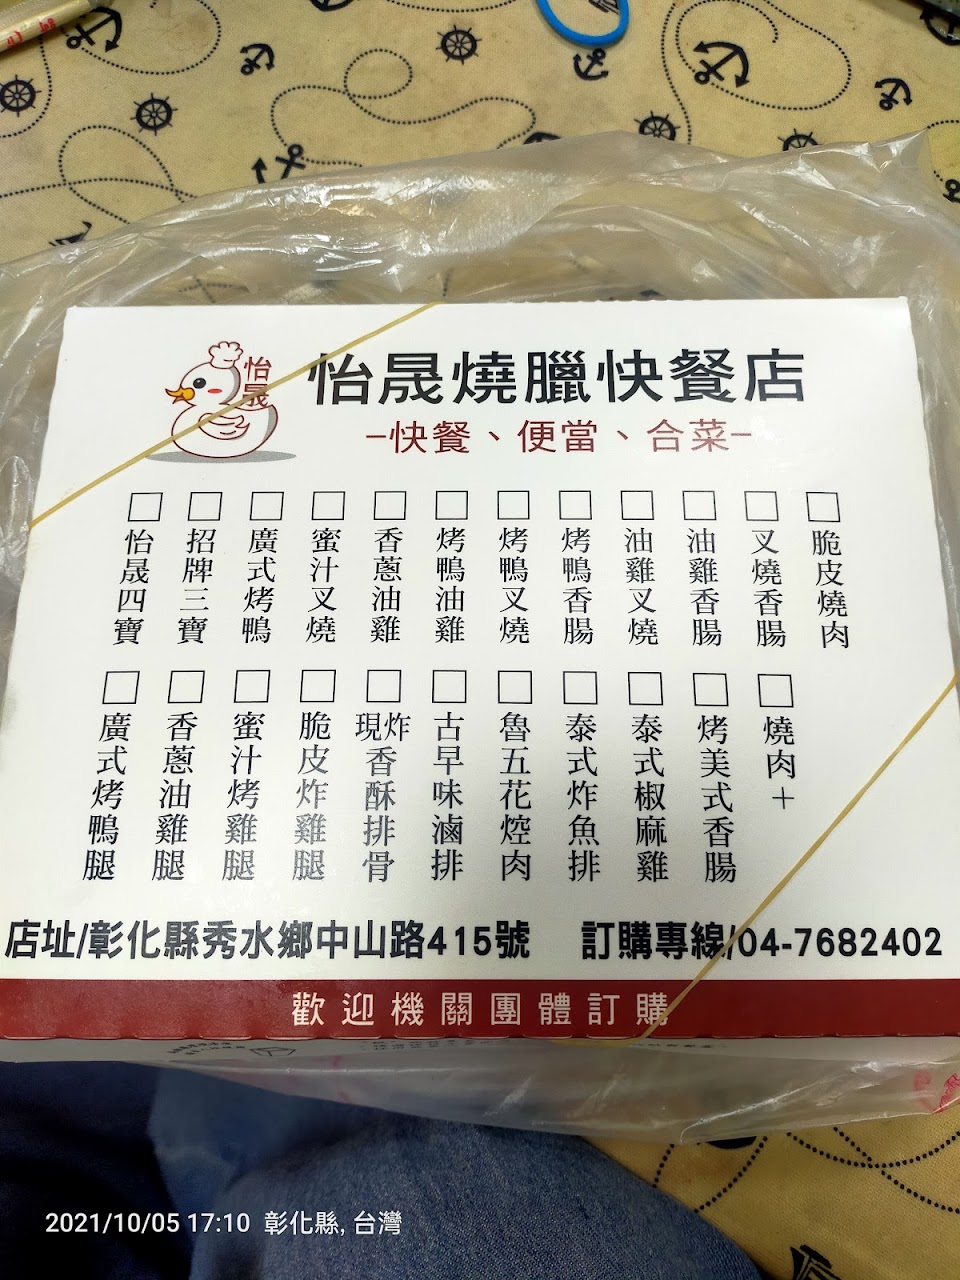 怡晟
怡晟燒臘快餐店
–快餐、便當、合菜–
□怡晟四寶
□招牌三寶
□廣式烤鴨
□蜜汁叉燒
□香蔥油雞
□烤鴨油雞
□烤鴨叉燒
□烤鴨香腸
□油雞叉燒
□油雞香腸
□叉燒香腸
□脆皮燒肉
□廣式烤鴨腿
□香蔥油雞腿
□蜜汁烤雞腿
□脆皮炸雞腿
□現炸香酥排骨
□古早味滷排
□魯五花焢肉
□泰式炸魚排
□泰式椒麻雞
□烤美式香腸
□燒肉＋
店址/彰化縣秀水鄉中山路415號 訂購專線/04-7682402
歡迎機關團體訂購
2021/10/05 17:10 彰化縣, 台灣